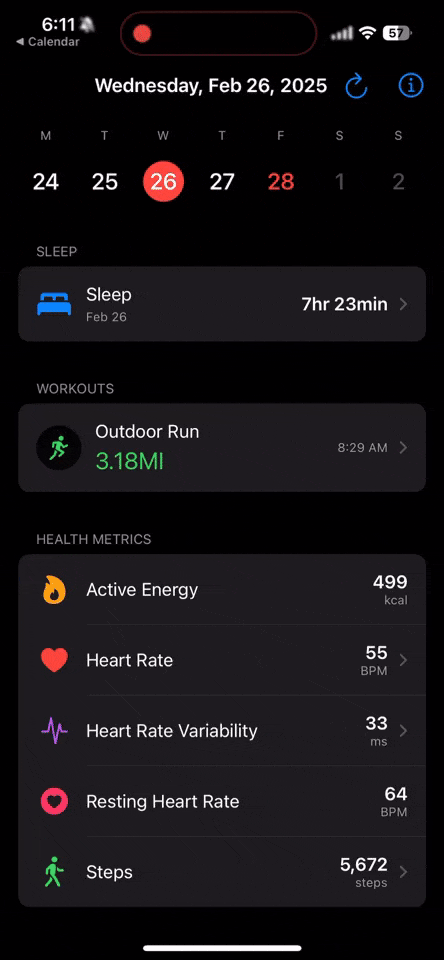 6:11
57
◀ Calendar
Wednesday, Feb 26, 2025
M T W T F S S
24 25 26 27 28 1 2
SLEEP
Sleep
Feb 26
7hr 23min
WORKOUTS
Outdoor Run
3.18MI
8:29 AM
HEALTH METRICS
Active Energy
499
kcal
Heart Rate
55
BPM
Heart Rate Variability
33
ms
Resting Heart Rate
64
BPM
Steps
5,672
steps